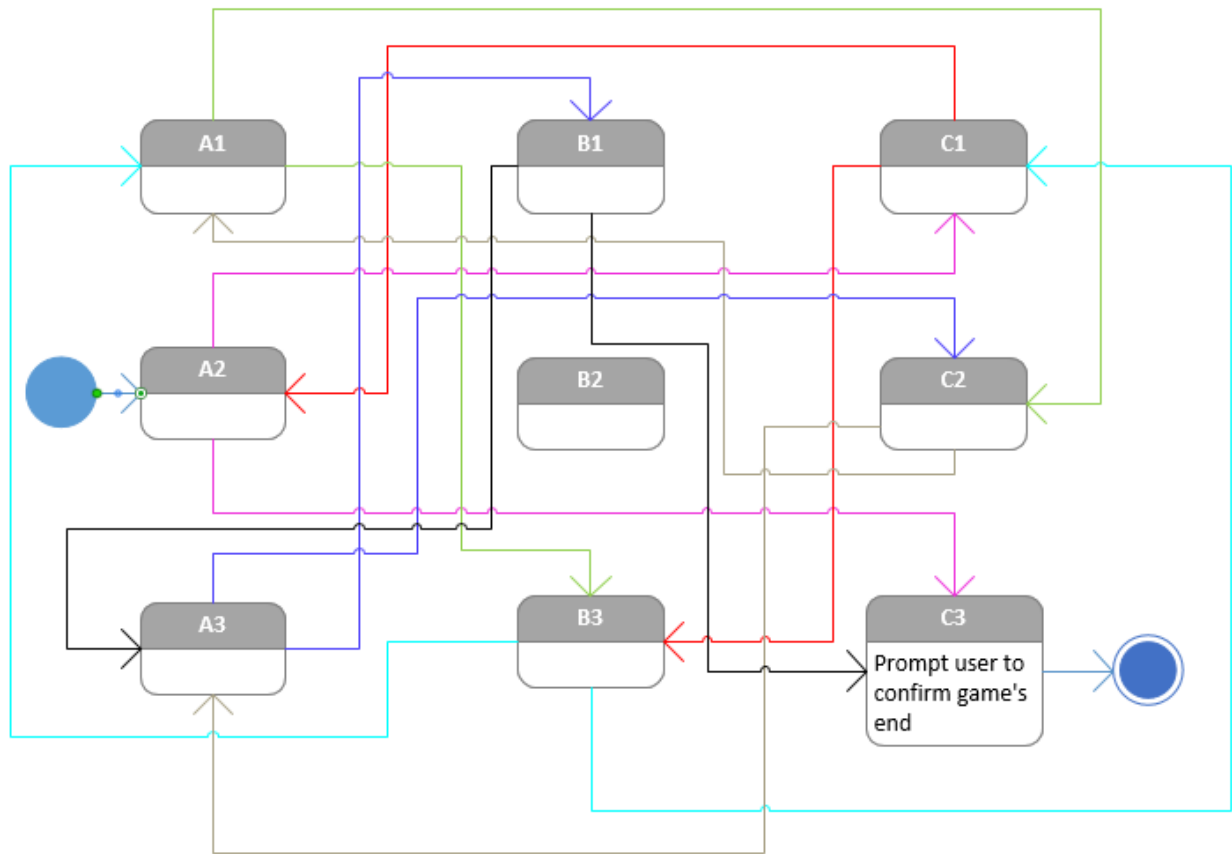 A1
B1
C1
A2
B2
C2
A3
B3
C3
Prompt user to
confirm game's
end